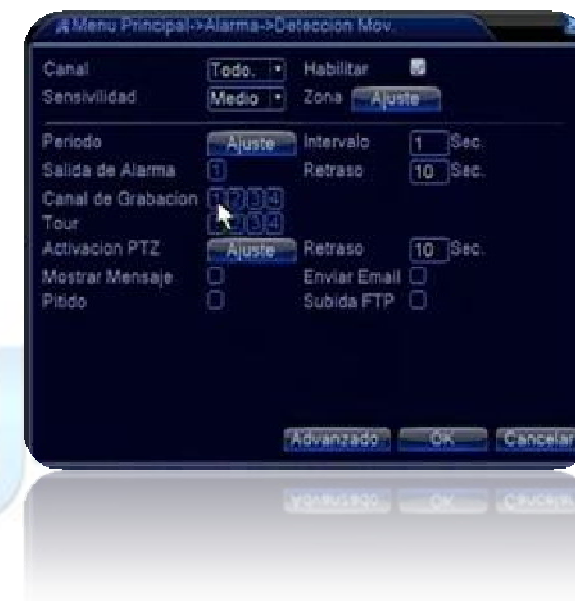 Menu Principal->Alarma->Deteccion Mov.
Canal Todo. Habilitar
Sensivilidad Medio Zona Ajuste
Periodo Ajuste Intervalo 1 Sec.
Salida de Alarma 1 Retraso 10 Sec.
Canal de Grabacion 1 2 3 4
Tour 1 2 3 4
Activacion PTZ Ajuste Retraso 10 Sec.
Mostrar Mensaje Enviar Email
Pitido Subida FTP
Advanzado OK Cancelar